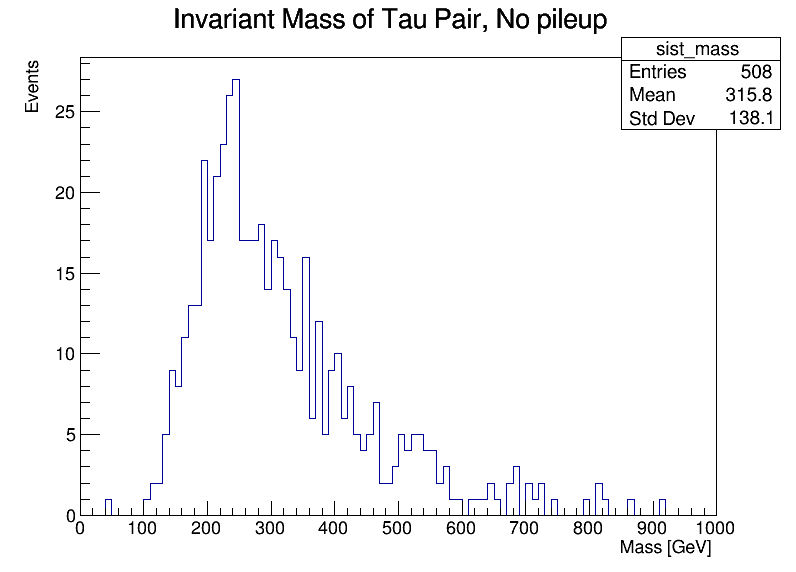 Invariant Mass of Tau Pair, No pileup
sist_mass
Entries 508
Mean 315.8
Std Dev 138.1
Events
25
20
15
10
5
0
0 100 200 300 400 500 600 700 800 900 1000
Mass [GeV]